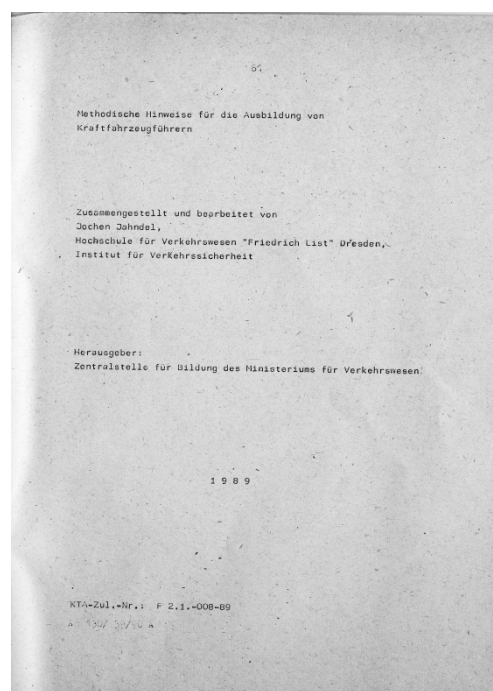 Methodische Hinweise für die Ausbildung von
Kraftfahrzeugführern
Zusammengestellt und bearbeitet von
Jochen Jahndel,
Hochschule für Verkehrswesen "Friedrich List" Dresden,
Institut für Verkehrssicherheit
Herausgeber:
Zentralstelle für Bildung des Ministeriums für Verkehrswesen
1 9 8 9
KTA-Zul.-Nr.: F 2.1.-008-89